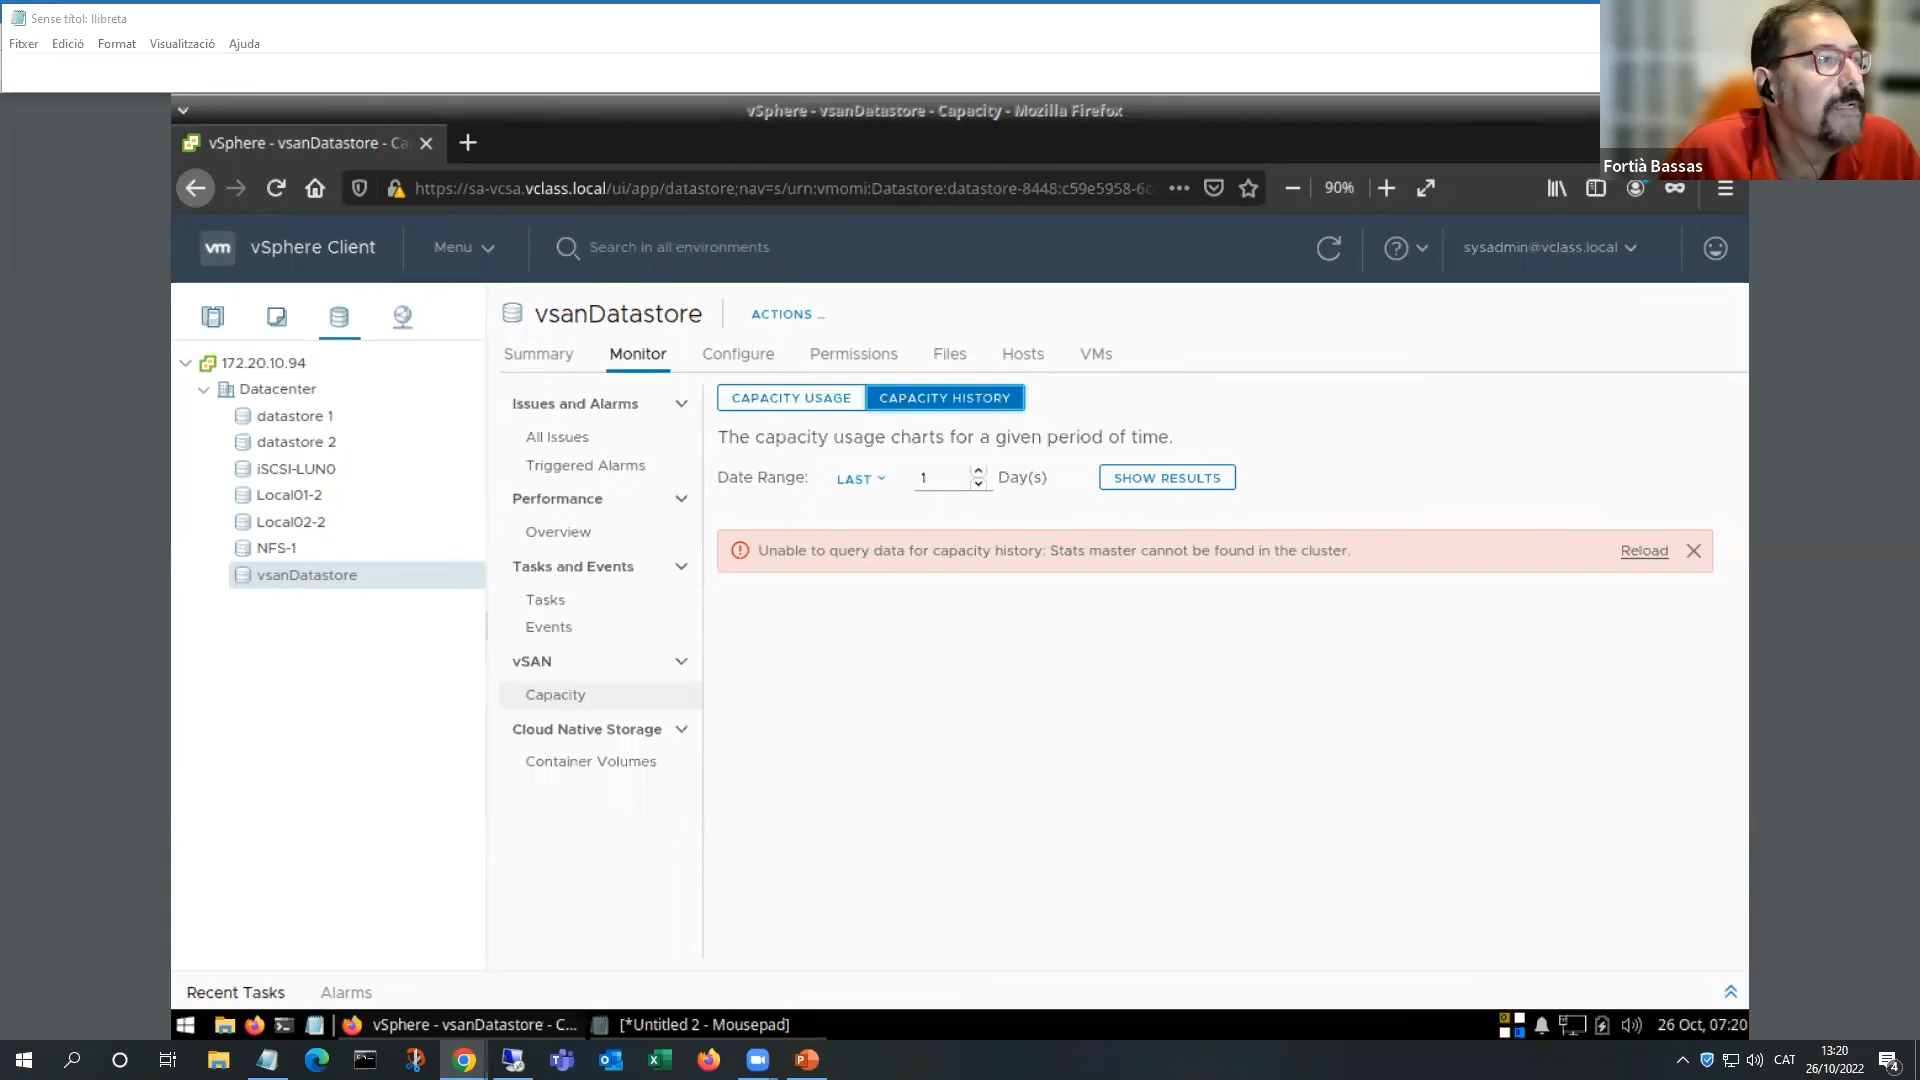 Sense títol: llibreta
Fitxer Edició Format Visualització Ajuda
Fortià Bassas
vSphere - vsanDatastore - Capacity - Mozilla Firefox
vSphere - vsanDatastore - Ca
https://sa-vcsa.vclass.local/ui/app/datastore;nav=s/urn:vmomi:Datastore:datastore-8448:c59e5958-6c
90%
vm vSphere Client Menu Search in all environments sysadmin@vclass.local
172.20.10.94
Datacenter
datastore 1
datastore 2
iSCSI-LUN0
Local01-2
Local02-2
NFS-1
vsanDatastore
vsanDatastore ACTIONS ...
Summary Monitor Configure Permissions Files Hosts VMs
Issues and Alarms
All Issues
Triggered Alarms
Performance
Overview
Tasks and Events
Tasks
Events
vSAN
Capacity
Cloud Native Storage
Container Volumes
CAPACITY USAGE CAPACITY HISTORY
The capacity usage charts for a given period of time.
Date Range: LAST 1 Day(s) SHOW RESULTS
Unable to query data for capacity history: Stats master cannot be found in the cluster. Reload
Recent Tasks Alarms
vSphere - vsanDatastore - C... [*Untitled 2 - Mousepad] 26 Oct, 07:20
CAT
13:20
26/10/2022
4